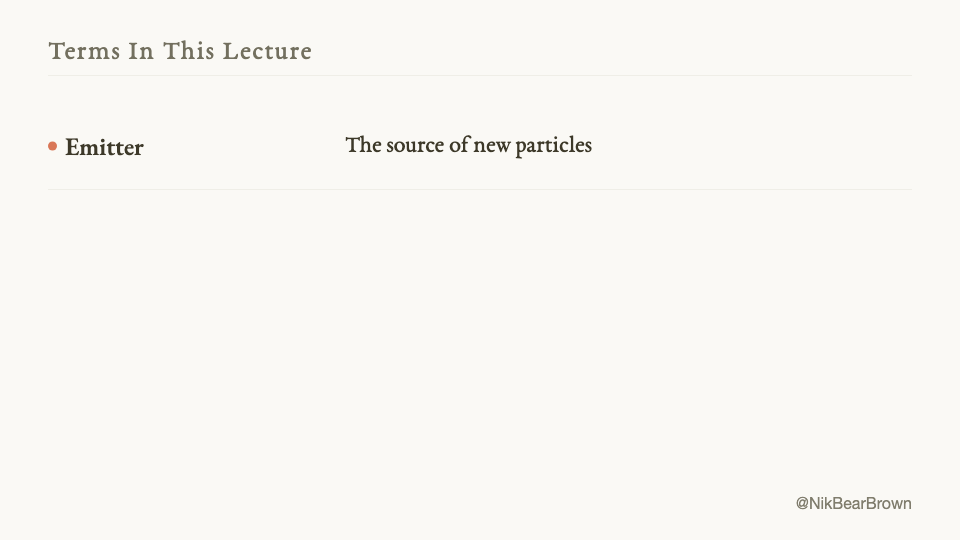 Terms In This Lecture
Emitter
The source of new particles
@NikBearBrown